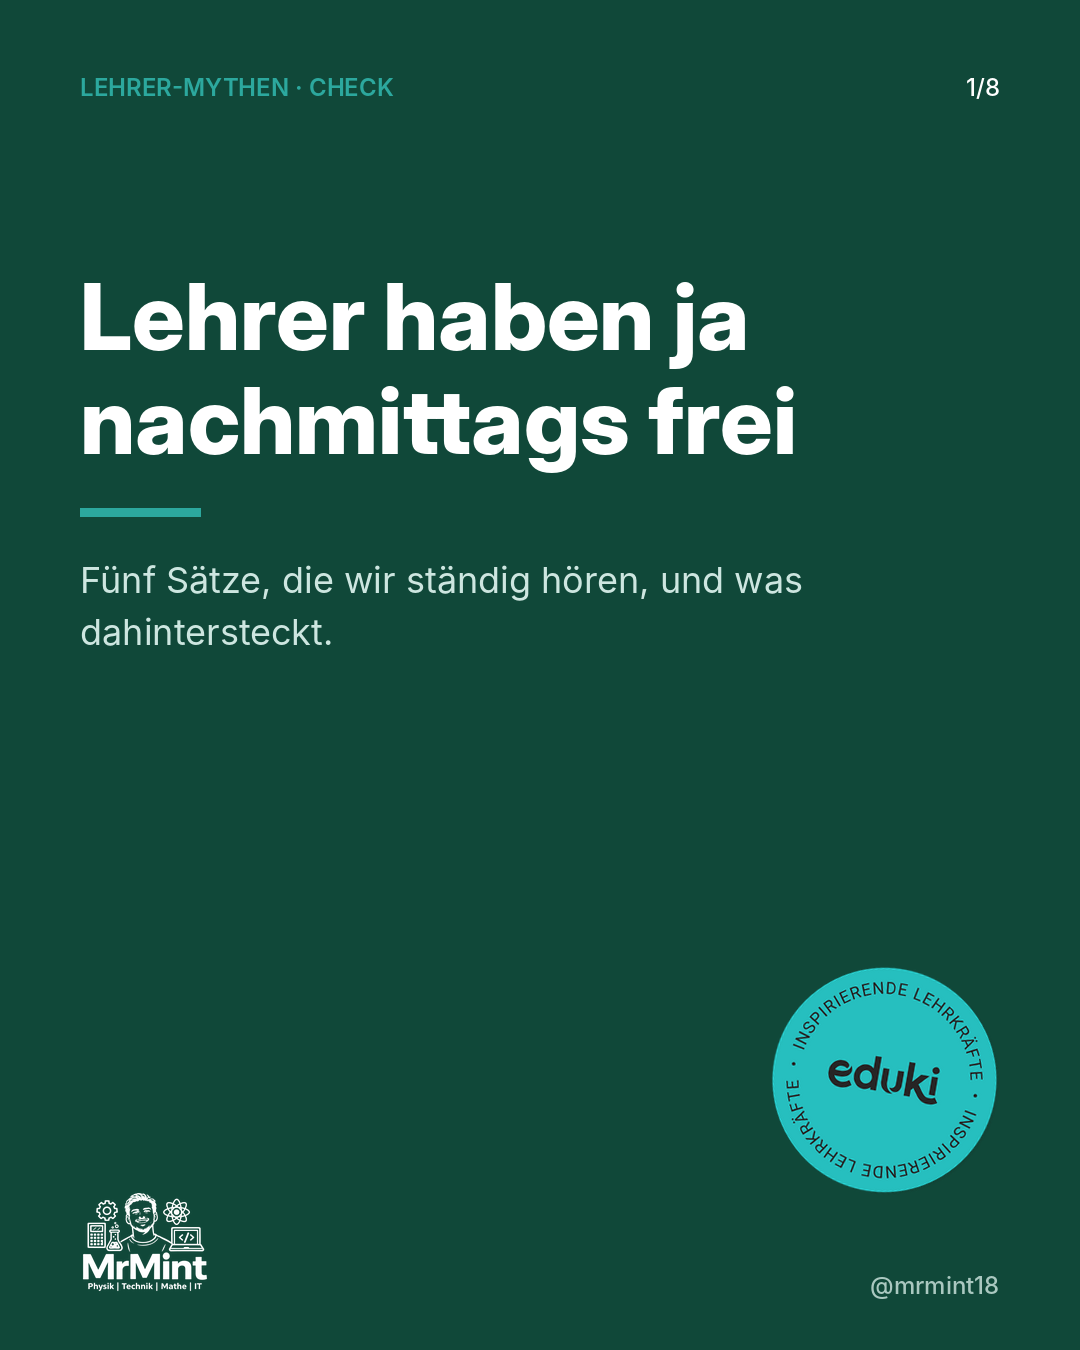 LEHRER-MYTHEN · CHECK
1/8
Lehrer haben ja
nachmittags frei
Fünf Sätze, die wir ständig hören, und was
dahintersteckt.
• INSPIRIERENDE LEHRKRÄFTE • INSPIRIERENDE LEHRKRÄFTE
eduki
MrMint
Physik | Technik | Mathe | IT
@mrmint18